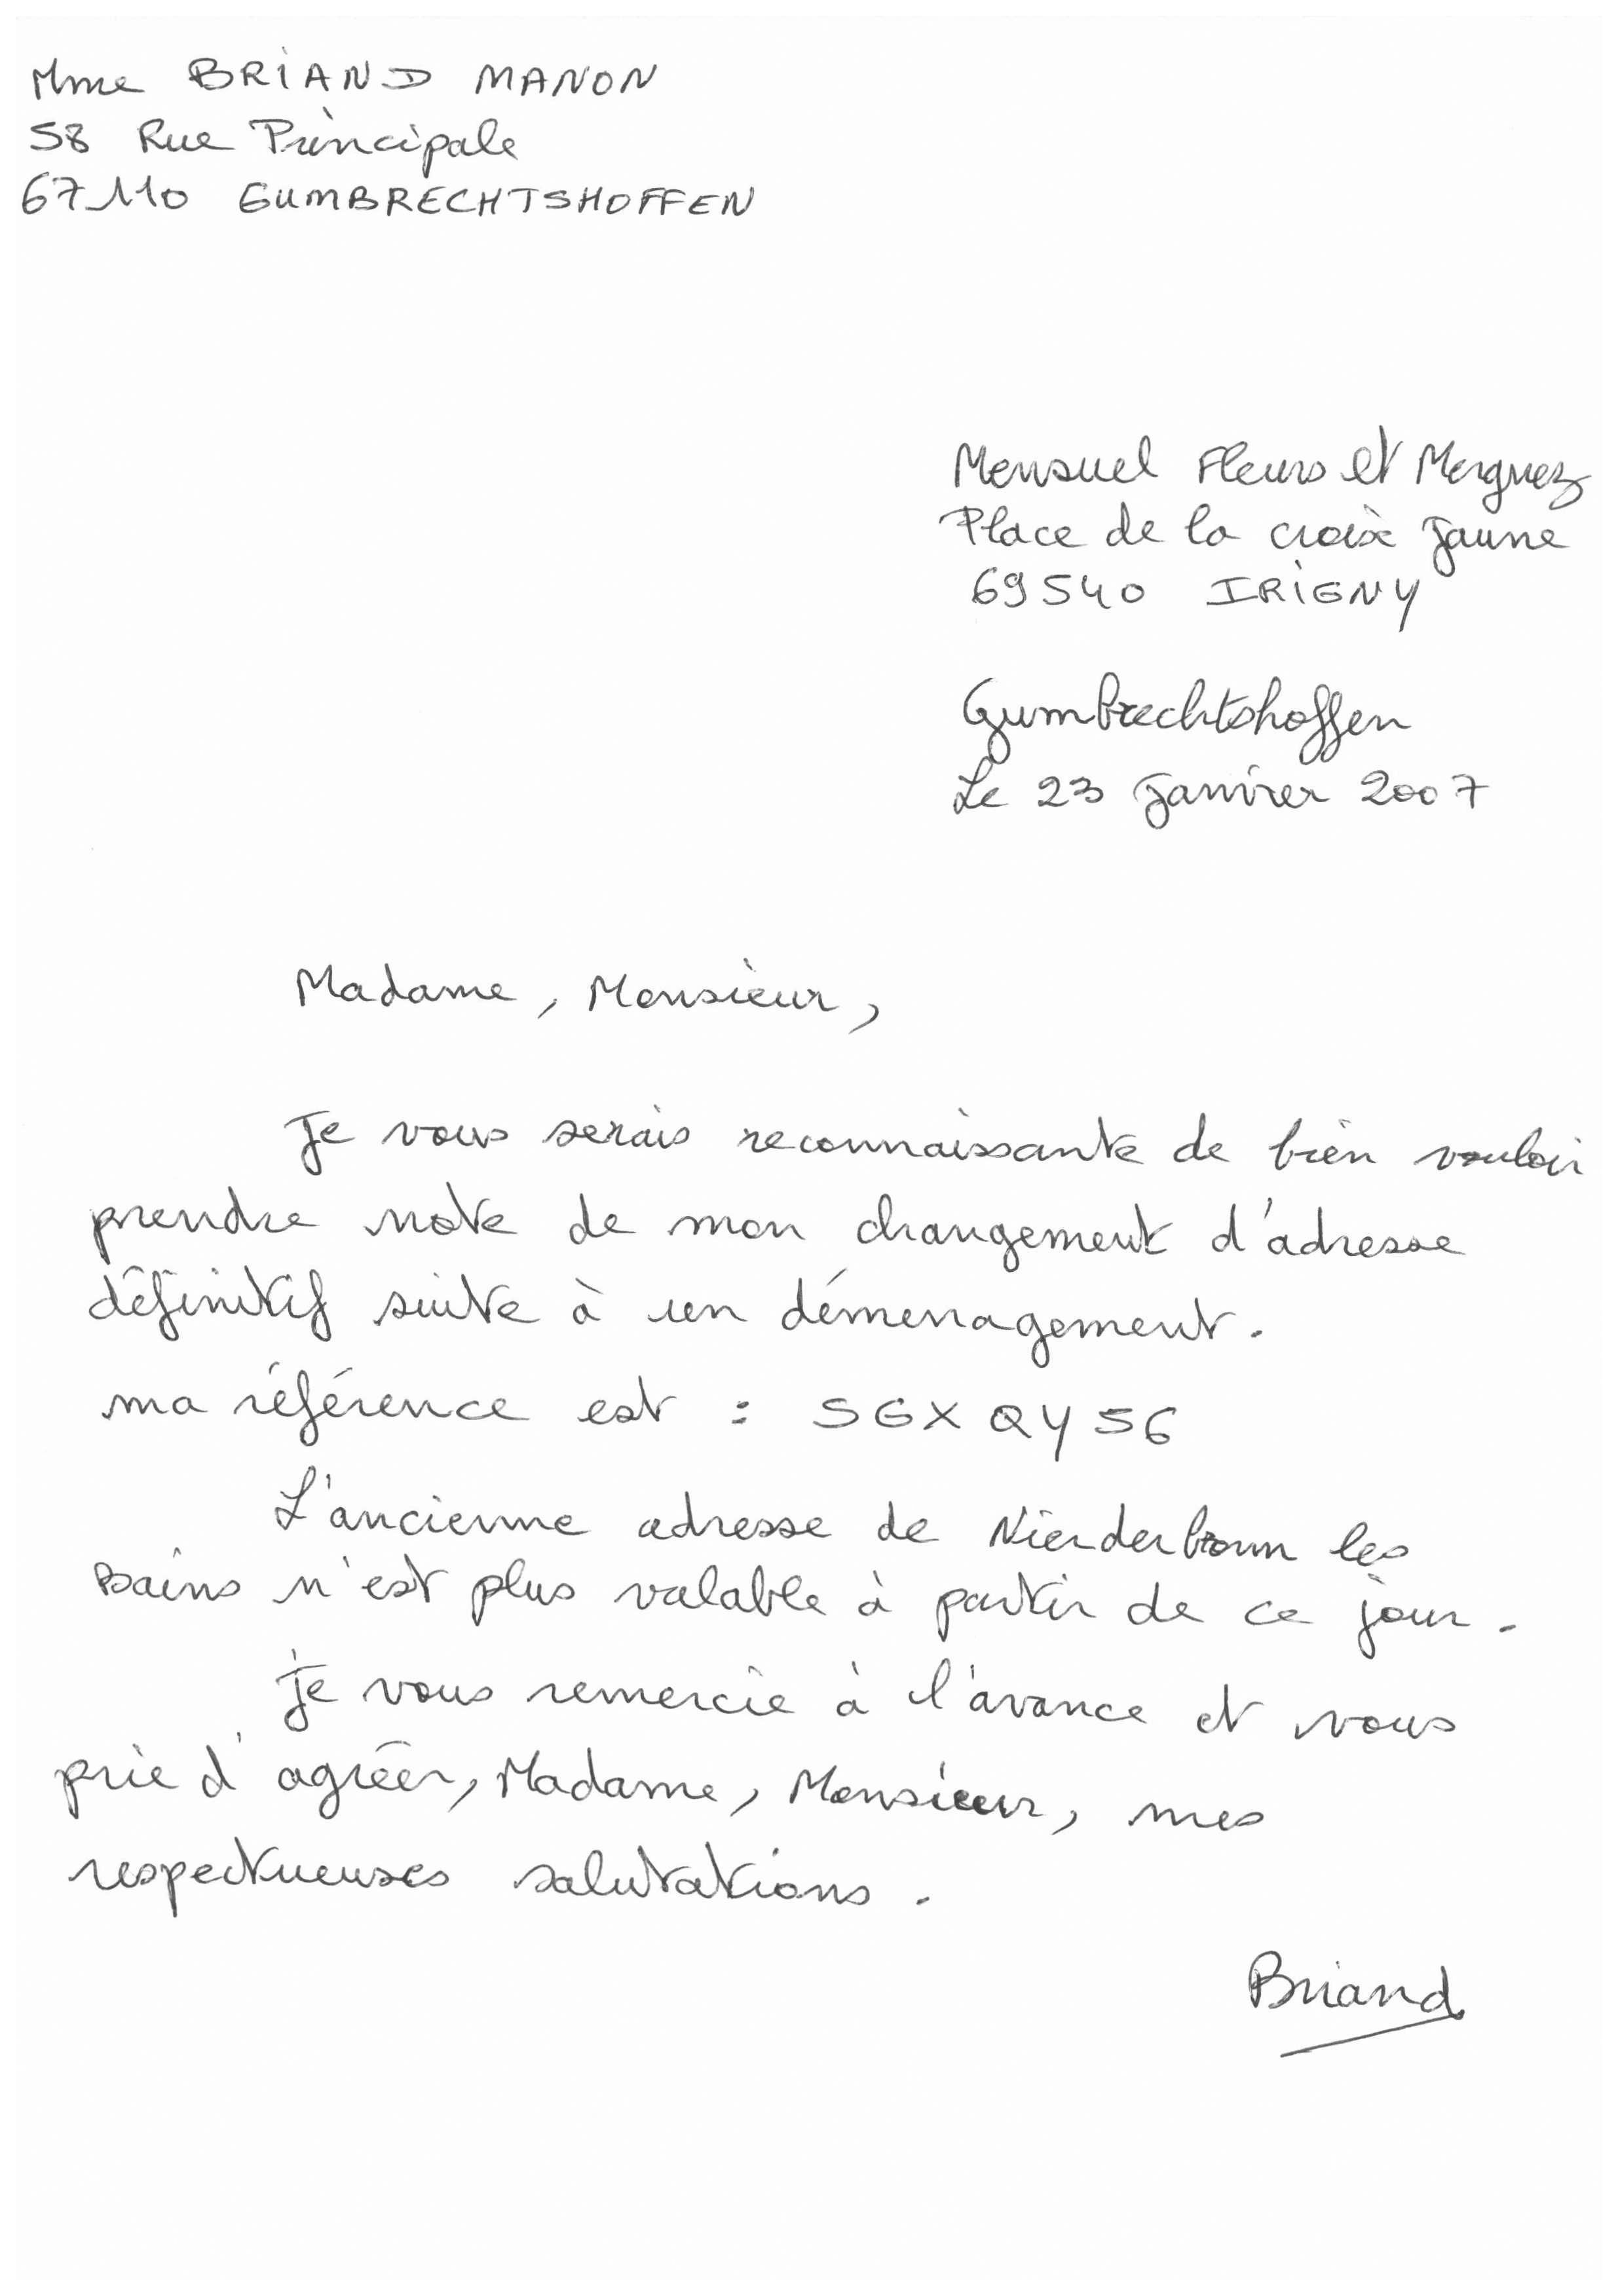 Mme BRIAND MANON
58 Rue Principale
67110 GUMBRECHTSHOFFEN
Mensuel Fleurs et Merguez
Place de la croix Jaune
69540 IRIGNY
Gumbrechtshoffen
Le 23 Janvier 2007
Madame, Monsieur,
Je vous serais reconnaissante de bien vouloir
prendre note de mon changement d'adresse
définitif suite à un déménagement.
ma référence est : SGXQY56
L'ancienne adresse de Nierderbronn les
Bains n'est plus valable à partir de ce jour.
Je vous remercie à l'avance et vous
prie d'agréer, Madame, Monsieur, mes
respectueuses salutations.
Briand